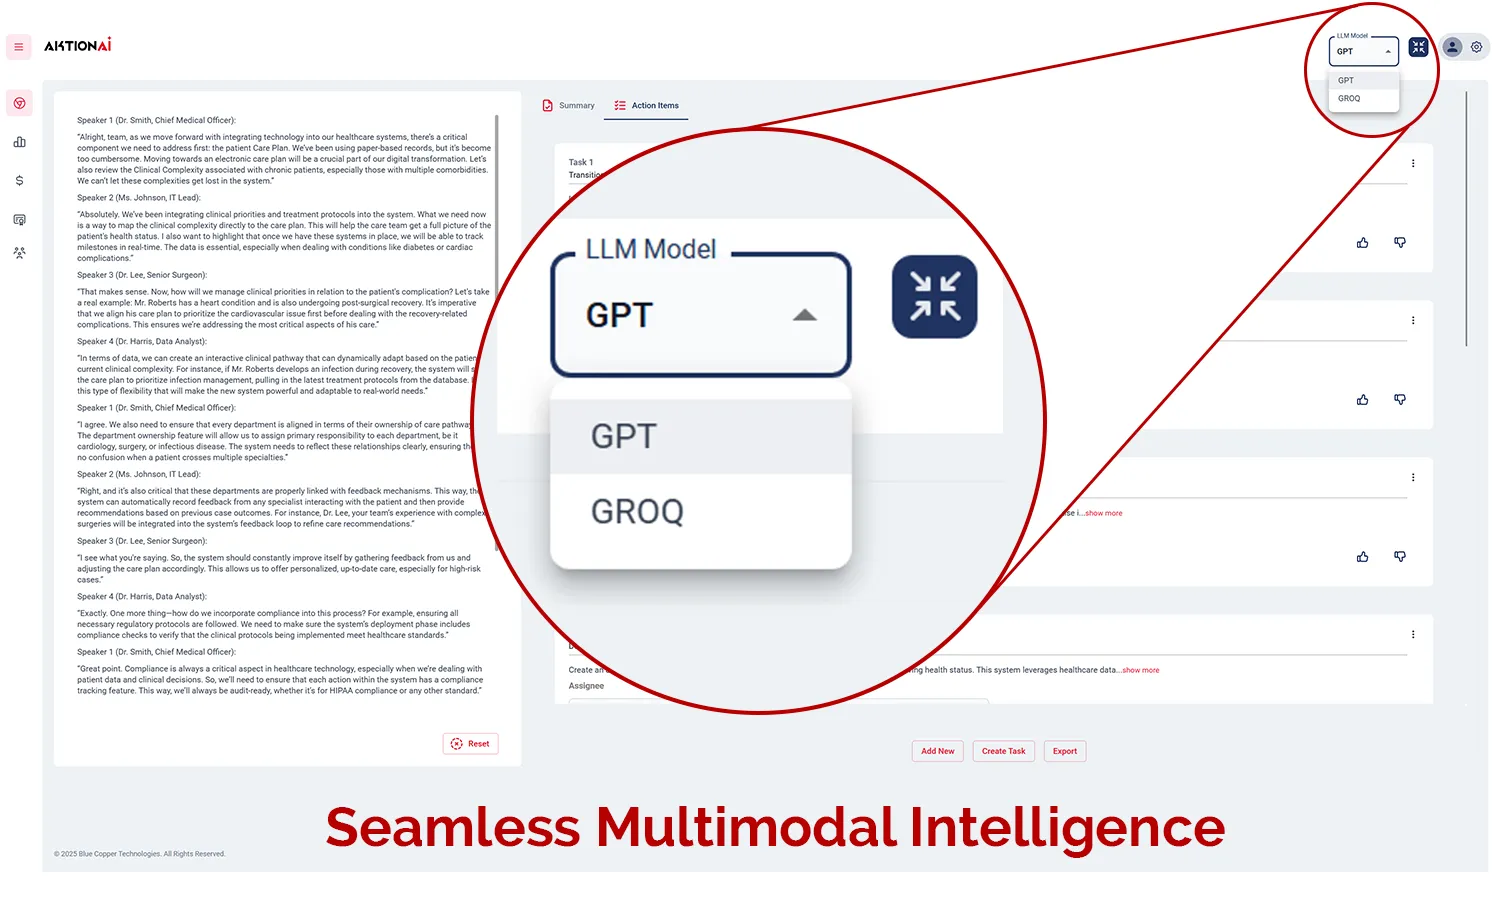 AKTIONAi
LLM Model
GPT
GPT
GROQ
Speaker 1 (Dr. Smith, Chief Medical Officer):
“Alright, team, as we move forward with integrating technology into our healthcare systems, there’s a critical
component we need to address first: the patient Care Plan. We’ve been using paper-based records, but it’s become
too cumbersome. Moving towards an electronic care plan will be a crucial part of our digital transformation. Let’s
also review the Clinical Complexity associated with chronic patients, especially those with multiple comorbidities.
We can’t let these complexities get lost in the system.”
Speaker 2 (Ms. Johnson, IT Lead):
“Absolutely. We’ve been integrating clinical priorities and treatment protocols into the system. What we need now
is a way to map the clinical complexity directly to the care plan. This will help the care team get a full picture of the
patient’s health status. I also want to highlight that once we have these systems in place, we will be able to track
milestones in real-time. The data is essential, especially when dealing with conditions like diabetes or cardiac
complications.”
Speaker 3 (Dr. Lee, Senior Surgeon):
“That makes sense. Now, how will we manage clinical priorities in relation to the patient’s complication? Let’s take
a real example: Mr. Roberts has a heart condition and is also undergoing post-surgical recovery. It’s imperative
that we align his care plan to prioritize the cardiovascular issue first before dealing with the recovery-related
complications. This ensures we’re addressing the most critical aspects of his care.”
Speaker 4 (Dr. Harris, Data Analyst):
“In terms of data, we can create an interactive clinical pathway that can dynamically adapt based on the patien
current clinical complexity. For instance, if Mr. Roberts develops an infection during recovery, the system will s
the care plan to prioritize infection management, pulling in the latest treatment protocols from the database.
this type of flexibility that will make the new system powerful and adaptable to real-world needs.”
Speaker 1 (Dr. Smith, Chief Medical Officer):
“I agree. We also need to ensure that every department is aligned in terms of their ownership of care pathway
The department ownership feature will allow us to assign primary responsibility to each department, be it
cardiology, surgery, or infectious disease. The system needs to reflect these relationships clearly, ensuring the
no confusion when a patient crosses multiple specialties.”
Speaker 2 (Ms. Johnson, IT Lead):
“Right, and it’s also critical that these departments are properly linked with feedback mechanisms. This way, the
system can automatically record feedback from any specialist interacting with the patient and then provide
recommendations based on previous case outcomes. For instance, Dr. Lee, your team’s experience with complex
surgeries will be integrated into the system’s feedback loop to refine care recommendations.”
Speaker 3 (Dr. Lee, Senior Surgeon):
“I see what you’re saying. So, the system should constantly improve itself by gathering feedback from us and
adjusting the care plan accordingly. This allows us to offer personalized, up-to-date care, especially for high-risk
cases.”
Speaker 4 (Dr. Harris, Data Analyst):
“Exactly. One more thing—how do we incorporate compliance into this process? For example, ensuring all
necessary regulatory protocols are followed. We need to make sure the system’s deployment phase includes
compliance checks to verify that the clinical protocols being implemented meet healthcare standards.”
Speaker 1 (Dr. Smith, Chief Medical Officer):
“Great point. Compliance is always a critical aspect in healthcare technology, especially when we’re dealing with
patient data and clinical decisions. So, we’ll need to ensure that each action within the system has a compliance
tracking feature. This way, we’ll always be audit-ready, whether it’s for HIPAA compliance or any other standard.”
Reset
Summary
Action Items
Task 1
Transition
LLM Model
GPT
GPT
GROQ
se i...show more
Create an
ing health status. This system leverages healthcare data...show more
Assignee
Add New
Create Task
Export
Seamless Multimodal Intelligence
© 2025 Blue Copper Technologies. All Rights Reserved.